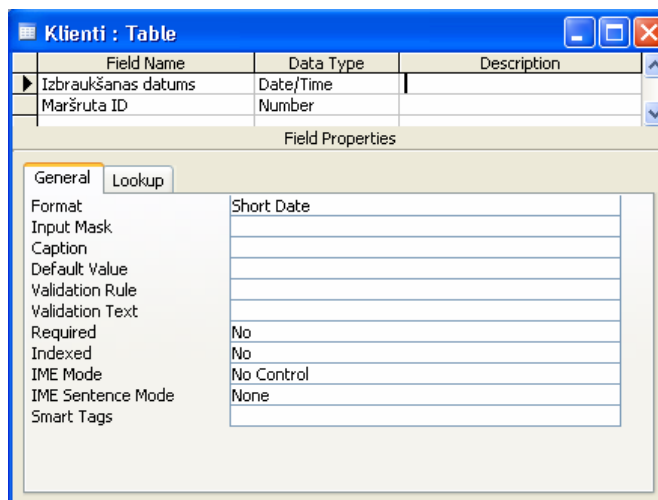 Klienti : Table
Field Name Data Type Description
Izbraukšanas datums Date/Time
Maršruta ID Number
Field Properties
General Lookup
Format Short Date
Input Mask
Caption
Default Value
Validation Rule
Validation Text
Required No
Indexed No
IME Mode No Control
IME Sentence Mode None
Smart Tags